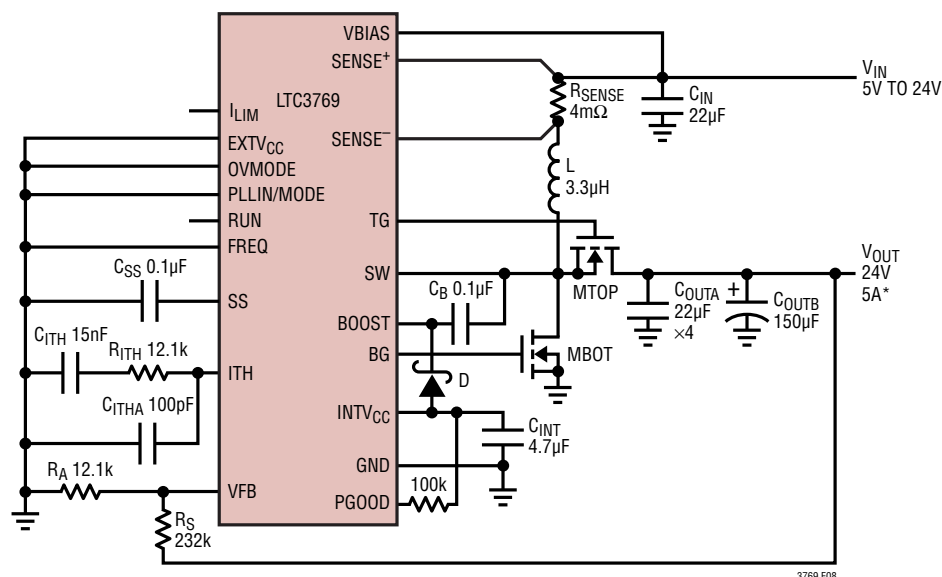 VBIAS
SENSE+
LTC3769
ILIM
EXTVCC
SENSE–
OVMODE
PLLIN/MODE
RUN
TG
FREQ
SW
SS
BOOST
BG
ITH
INTVCC
GND
VFB
PGOOD
VIN
5V TO 24V
RSENSE
4mΩ
CIN
22µF
L
3.3µH
MTOP
VOUT
24V
5A*
COUTA
22µF
×4
+
COUTB
150µF
CB 0.1µF
MBOT
D
CINT
4.7µF
100k
CSS 0.1µF
CITH 15nF
RITH 12.1k
CITHA 100pF
RA 12.1k
RS
232k
3769 F08